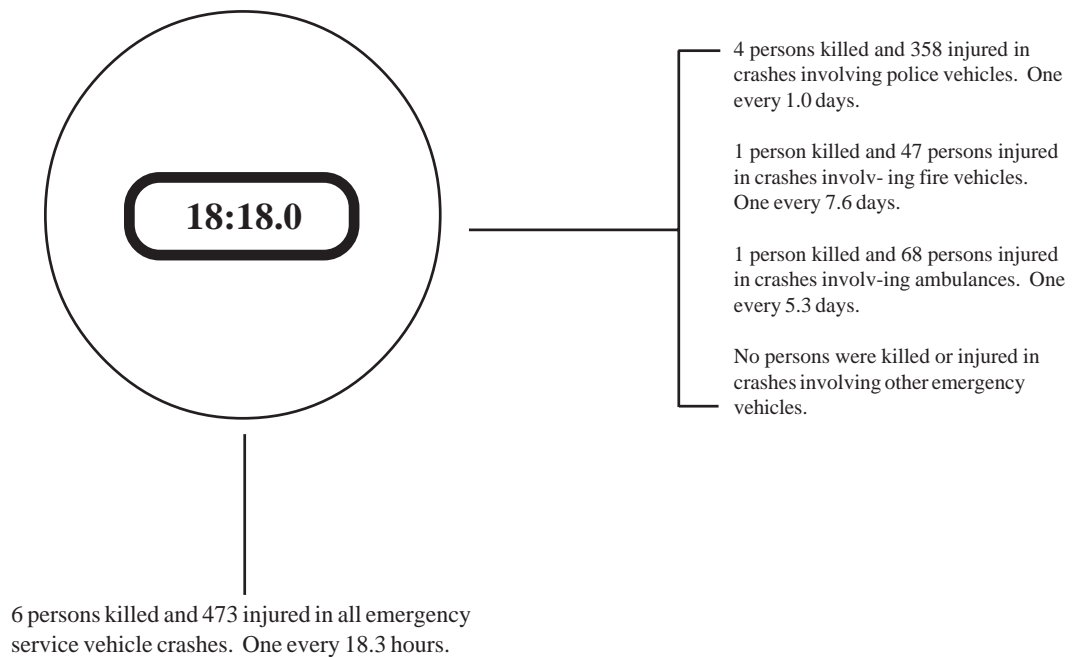 18:18.0
4 persons killed and 358 injured in
crashes involving police vehicles. One
every 1.0 days.
1 person killed and 47 persons injured
in crashes involv- ing fire vehicles.
One every 7.6 days.
1 person killed and 68 persons injured
in crashes involv-ing ambulances. One
every 5.3 days.
No persons were killed or injured in
crashes involving other emergency
vehicles.
6 persons killed and 473 injured in all emergency
service vehicle crashes. One every 18.3 hours.